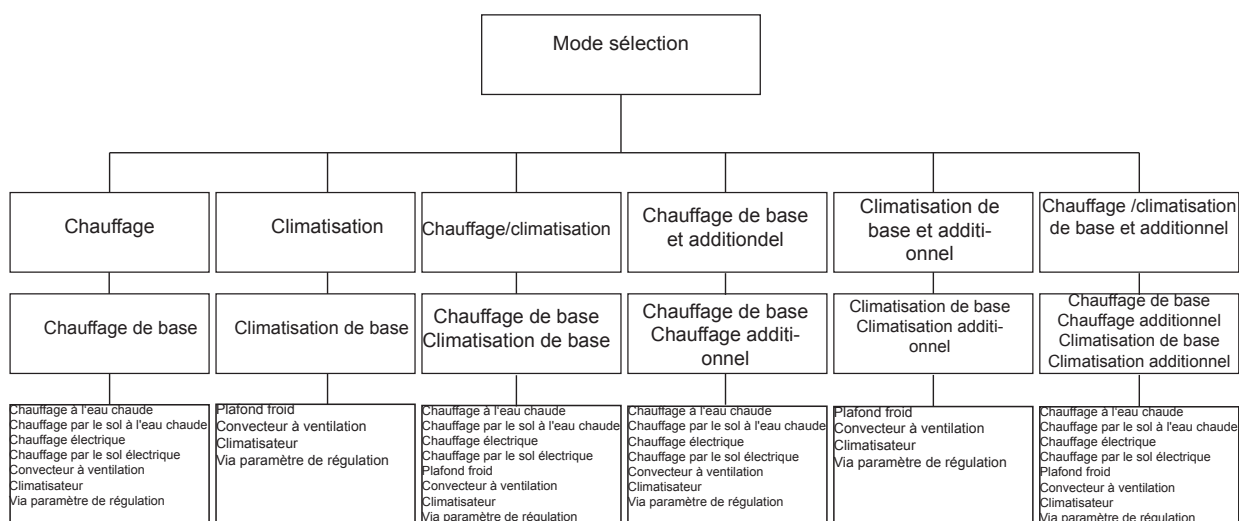 Mode sélection
Chauffage
Climatisation
Chauffage/climatisation
Chauffage de base
et additiondel
Climatisation de
base et additi-
onnel
Chauffage /climatisation
de base et additionnel
Chauffage de base
Climatisation de base
Chauffage de base
Climatisation de base
Chauffage de base
Chauffage additi-
onnel
Climatisation de base
Climatisation additi-
onnel
Chauffage de base
Chauffage additionnel
Climatisation de base
Climatisation additionnel
Chauffage à l'eau chaude
Chauffage par le sol à l'eau chaude
Chauffage électrique
Chauffage par le sol électrique
Convecteur à ventilation
Climatisateur
Via paramètre de régulation
Plafond froid
Convecteur à ventilation
Climatisateur
Via paramètre de régulation
Chauffage à l'eau chaude
Chauffage par le sol à l'eau chaude
Chauffage électrique
Chauffage par le sol électrique
Plafond froid
Convecteur à ventilation
Climatisateur
Via paramètre de régulation
Chauffage à l'eau chaude
Chauffage par le sol à l'eau chaude
Chauffage électrique
Chauffage par le sol électrique
Convecteur à ventilation
Climatisateur
Via paramètre de régulation
Plafond froid
Convecteur à ventilation
Climatisateur
Via paramètre de régulation
Chauffage à l'eau chaude
Chauffage par le sol à l'eau chaude
Chauffage électrique
Chauffage par le sol électrique
Plafond froid
Convecteur à ventilation
Climatisateur
Via paramètre de régulation